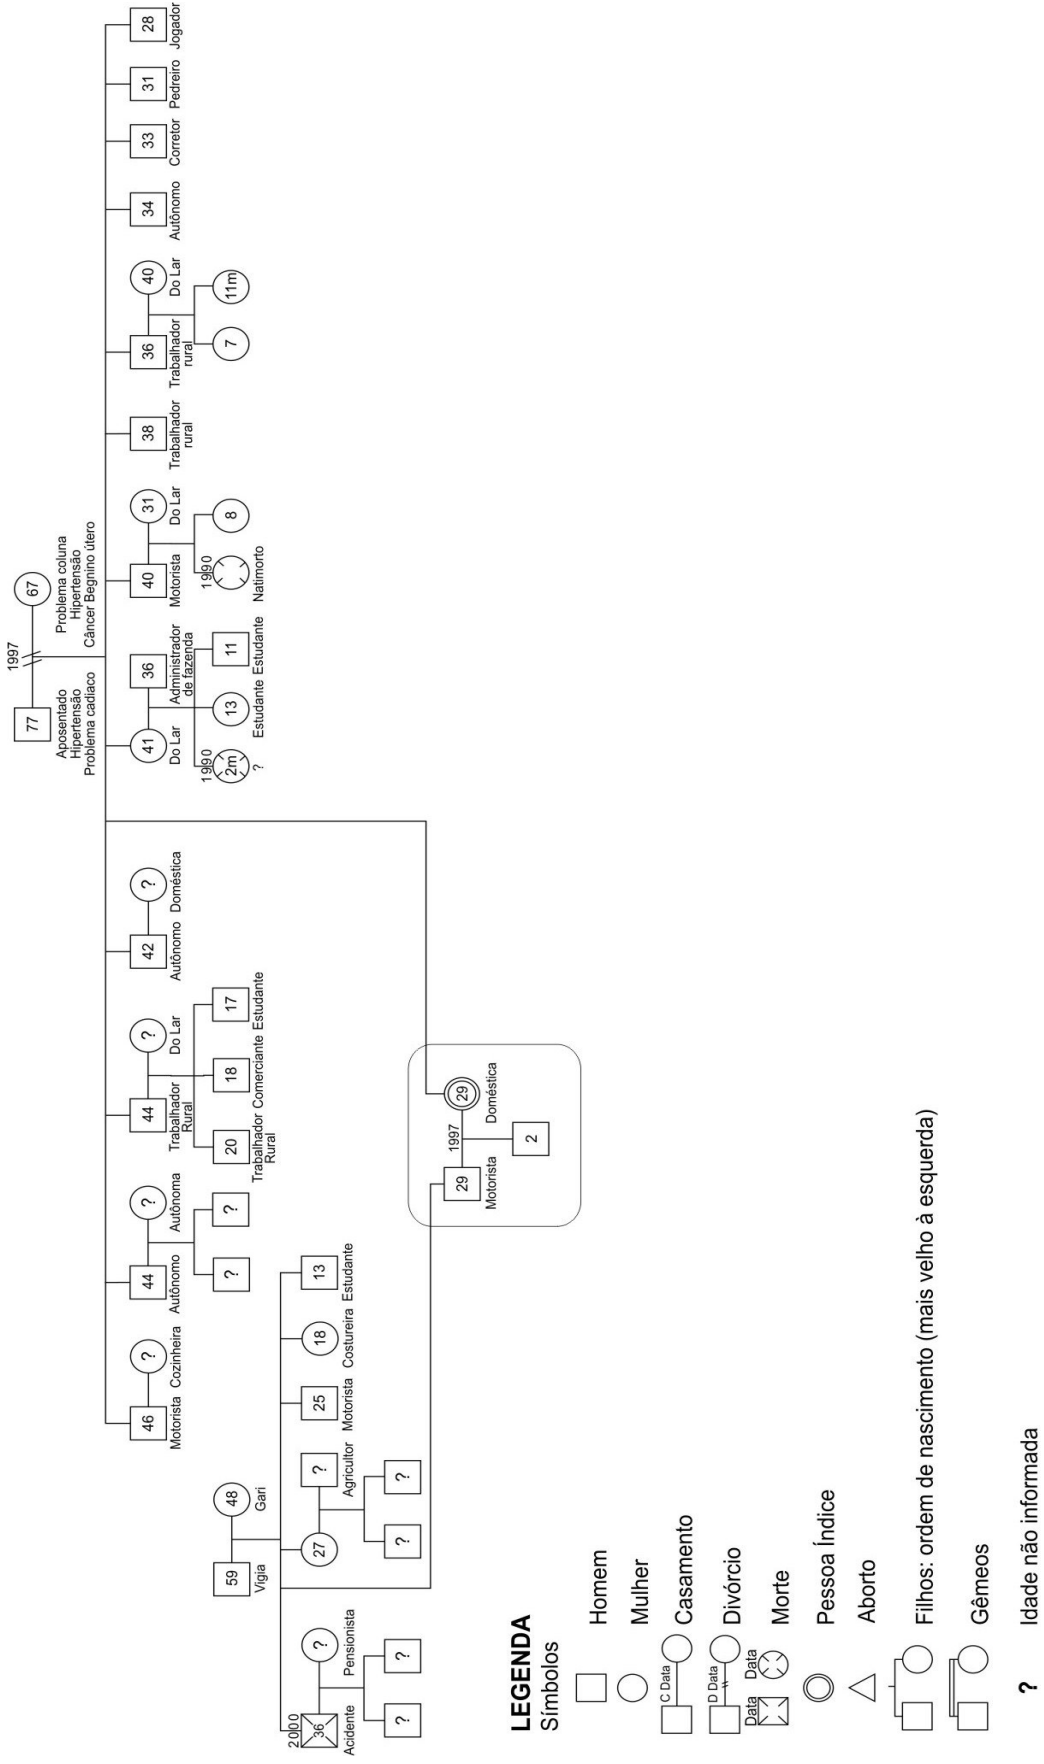 1997
77
67
Aposentado
Hipertensão
Problema cadiaco
Problema coluna
Hipertensão
Câncer Begnino útero
46
?
Motorista
Cozinheira
44
?
Autônomo
Autônoma
?
?
44
?
Trabalhador
Rural
Do Lar
20
18
17
Trabalhador
Rural
Comerciante
Estudante
42
?
Autônomo
Doméstica
41
36
Do Lar
Administrador
de fazenda
1990
2m
13
11
?
Estudante
Estudante
40
31
Motorista
Do Lar
1990
8
Natimorto
38
Trabalhador
rural
36
40
Trabalhador
rural
Do Lar
7
11m
34
Autônomo
33
Corretor
31
Pedreiro
28
Jogador
59
48
Vigia
Gari
2000
36
?
Acidente
Pensionista
?
?
27
?
Agricultor
?
?
25
Motorista
18
Costureira
13
Estudante
29
1997
29
Motorista
Doméstica
2
LEGENDA
Símbolos
Homem
Mulher
C Data
Casamento
D Data
Divórcio
Data
Data
Morte
Pessoa Índice
Aborto
Filhos: ordem de nascimento (mais velho à esquerda)
Gêmeos
? Idade não informada